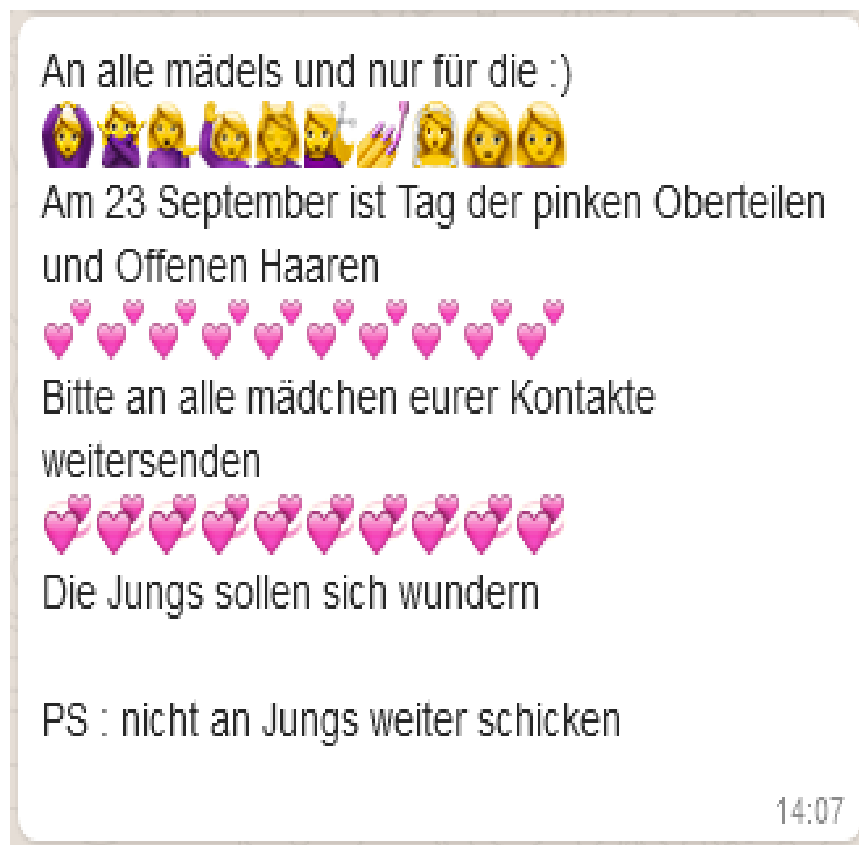 An alle mädels und nur für die :)
🙆‍♀️🙅‍♀️💁‍♀️🙋‍♀️💆‍♀️💇‍♀️💅👰👩👩
Am 23 September ist Tag der pinken Oberteilen
und Offenen Haaren
💕💕💕💕💕💕💕💕💕💕
Bitte an alle mädchen eurer Kontakte
weitersenden
💞💞💞💞💞💞💞💞💞💞
Die Jungs sollen sich wundern
PS : nicht an Jungs weiter schicken
14:07